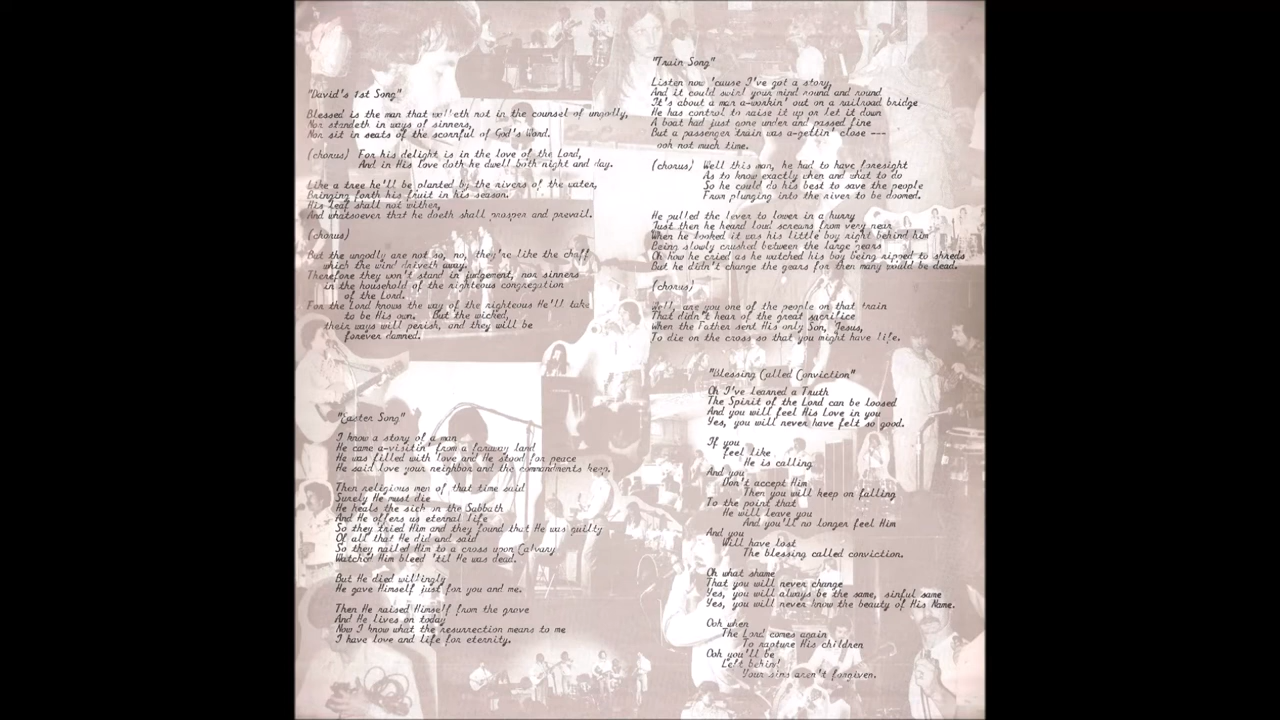 "David's 1st Song"
Blessed is the man that walketh not in the counsel of ungodly,
Nor standeth in ways of sinners,
Nor sit in seats of the scornful of God's Word.
(chorus) For his delight is in the love of the Lord,
And in His love doth he dwell both night and day.
Like a tree he'll be planted by the rivers of the water,
Bringing forth his fruit in his season.
His leaf shall not wither,
And whatsoever that he doeth shall prosper and prevail.
(chorus)
But the ungodly are not so, no, they're like the chaff
which the wind driveth away.
Therefore they won't stand in judgement, nor sinners
in the household of the righteous congregation
of the Lord.
For the Lord knows the way of the righteous He'll take
to be His own. But the wicked,
their ways will perish, and they will be
forever damned.
"Easter Song"
I know a story of a man
He came a-visitin' from a faraway land
He was filled with love and He stood for peace
He said love your neighbor and the commandments keep.
Then religious men of that time said
Surely He must die
He heals the sick on the Sabbath
And He offers us eternal life
So they tried Him and they found that He was guilty
Of all that He did and said
So they nailed Him to a cross upon Calvary
Watched Him bleed 'til He was dead.
But He died willingly
He gave Himself just for you and me.
Then He raised Himself from the grave
And He lives on today
Now I know what the resurrection means to me
I have love and life for eternity.
"Train Song"
Listen now 'cause I've got a story,
And it could swirl your mind round and round
It's about a man a-workin' out on a railroad bridge
He has control to raise it up or let it down
A boat had just gone under and passed fine
But a passenger train was a-gettin' close ---
ooh not much time.
(chorus) Well this man, he had to have foresight
As to know exactly when and what to do
So he could do his best to save the people
From plunging into the river to be doomed.
He pulled the lever to lower in a hurry
Just then he heard loud screams from very near
When he looked it was his little boy right behind him
Being slowly crushed between the large gears
Oh how he cried as he watched his boy being ripped to shreds
But he didn't change the gears for then many would be dead.
(chorus)
Well, are you one of the people on that train
That didn't hear of the great sacrifice
When the Father sent His only Son, Jesus,
To die on the cross so that you might have life.
"Blessing Called Conviction"
Oh I've learned a Truth
The Spirit of the Lord can be loosed
And you will feel His Love in you
Yes, you will never have felt so good.
If you
feel like
He is calling
And you
Don't accept Him
Then you will keep on falling
To the point that
He will leave you
And you'll no longer feel Him
And you
Will have lost
The blessing called conviction.
Oh what shame
That you will never change
Yes, you will always be the same, sinful same
Yes, you will never know the beauty of His Name.
Ooh when
The Lord comes again
To rapture His children
Ooh you'll be
Left behind
Your sins aren't forgiven.